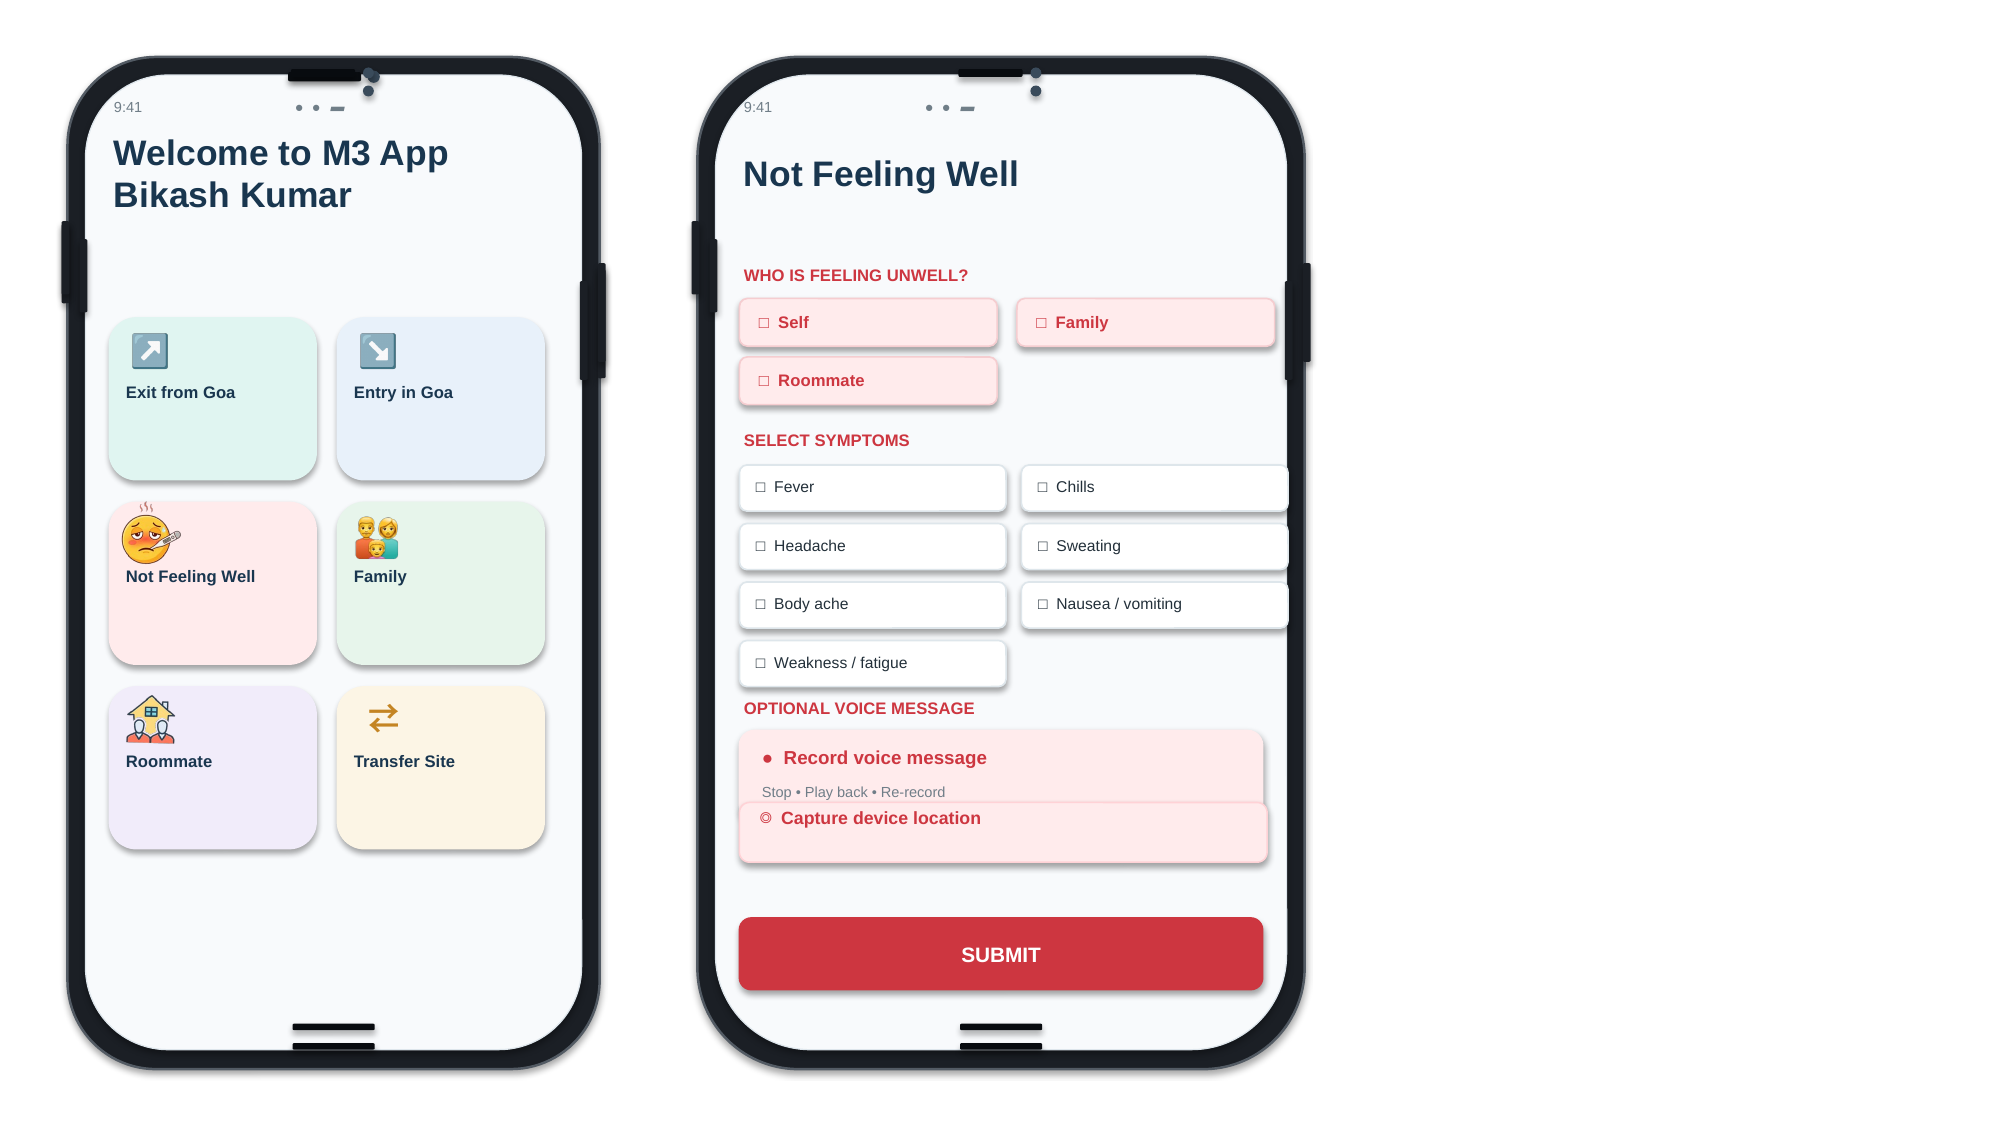 9:41
Welcome to M3 App
Bikash Kumar
Exit from Goa
Entry in Goa
Not Feeling Well
Family
Roommate
Transfer Site
9:41
Not Feeling Well
WHO IS FEELING UNWELL?
□ Self
□ Family
□ Roommate
SELECT SYMPTOMS
□ Fever
□ Chills
□ Headache
□ Sweating
□ Body ache
□ Nausea / vomiting
□ Weakness / fatigue
OPTIONAL VOICE MESSAGE
● Record voice message
Stop • Play back • Re-record
◎ Capture device location
SUBMIT